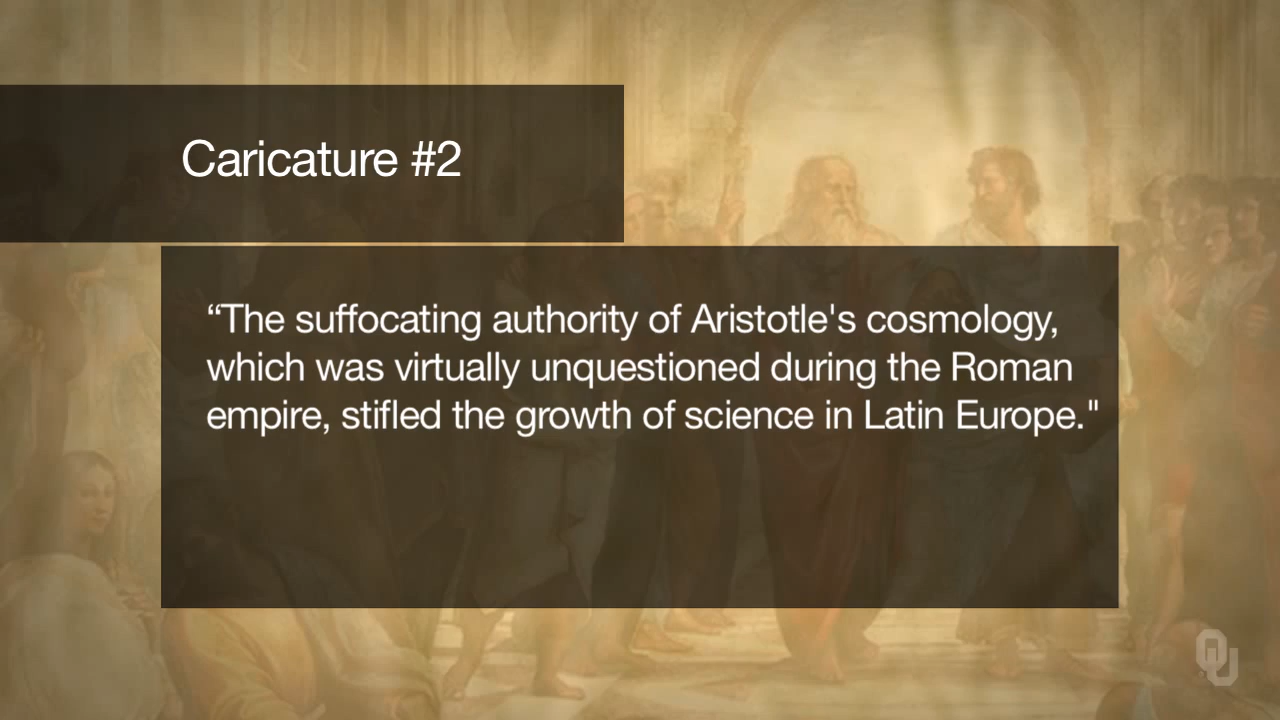 Caricature #2
“The suffocating authority of Aristotle's cosmology,
which was virtually unquestioned during the Roman
empire, stifled the growth of science in Latin Europe."
OU